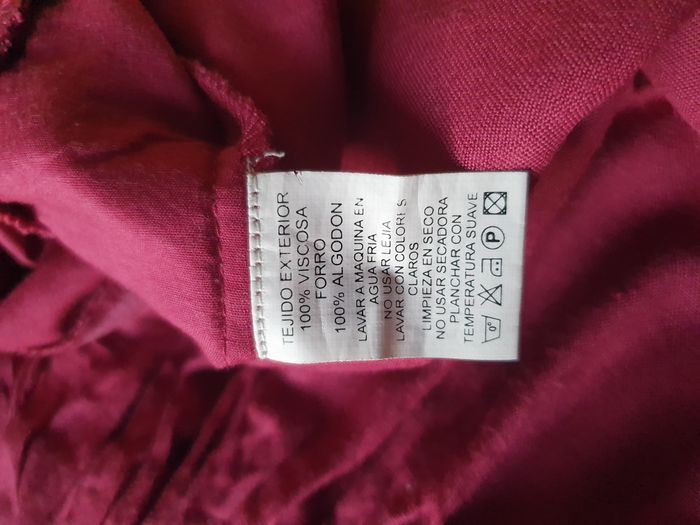 TEJIDO EXTERIOR
100% VISCOSA
FORRO
100% ALGODON
LAVAR A MAQUINA EN
AGUA FRIA
NO USAR LEJIA
LAVAR CON COLORES
CLAROS
LIMPIEZA EN SECO
NO USAR SECADORA
PLANCHAR CON
TEMPERATURA SUAVE
0° P